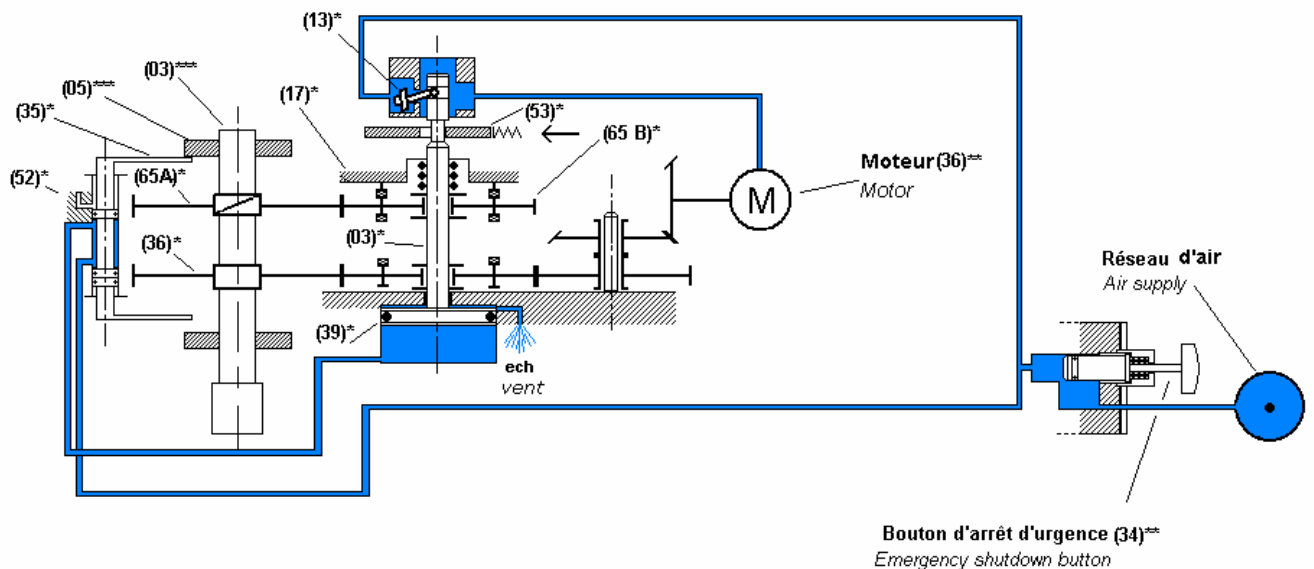 (13)*
(03)***
(05)***
(35)*
(17)*
(53)*
(65 B)*
(52)*
(65A)*
Moteur(36)**
Motor
M
(03)*
(36)*
Réseau d'air
Air supply
(39)*
ech
vent
Bouton d'arrêt d'urgence (34)**
Emergency shutdown button